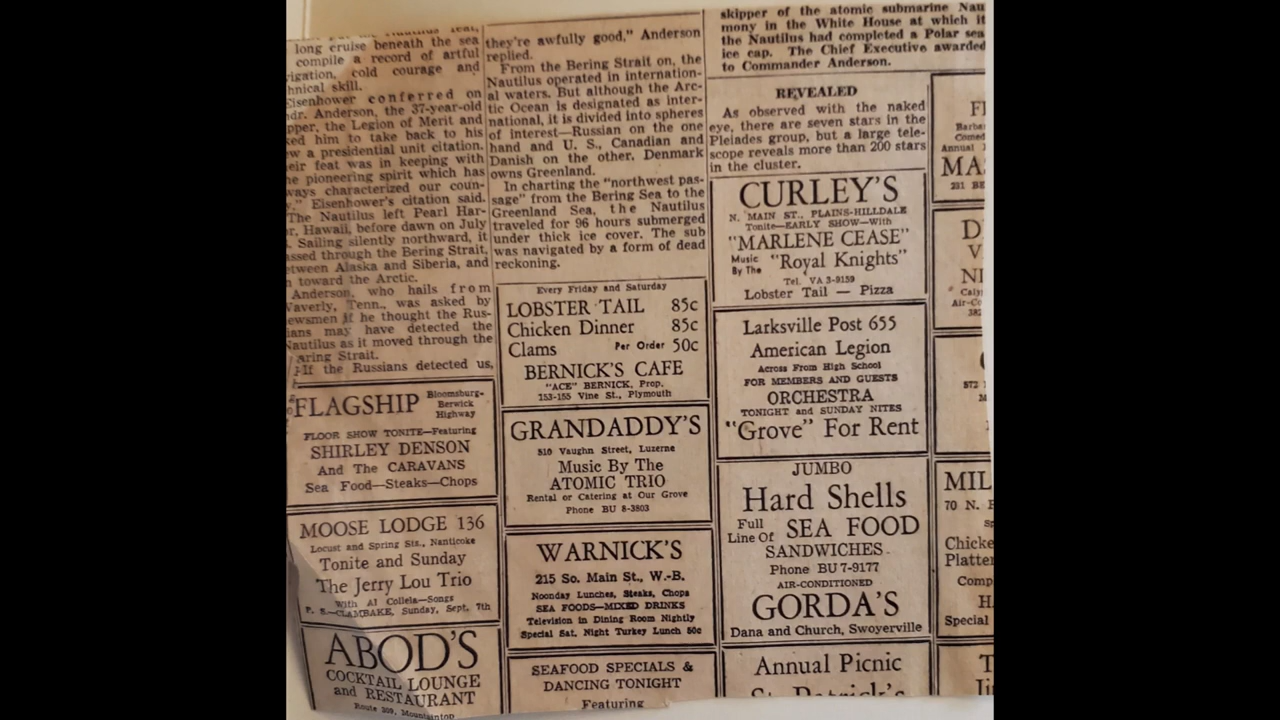 long cruise beneath the sea
compile a record of artful
cold courage and
skill.
Eisenhower conferred on
Anderson, the 37-year-old
the Legion of Merit and
him to take back to his
a presidential unit citation.
feat was in keeping with
pioneering spirit which has
characterized our coun-
Eisenhower's citation said.
The Nautilus left Pearl Har-
Hawaii, before dawn on July
Sailing silently northward, it
through the Bering Strait,
between Alaska and Siberia, and
toward the Arctic.
Anderson, who hails from
Waverly, Tenn., was asked by
newsmen if he thought the Rus-
may have detected the
Nautilus as it moved through the
Strait.
If the Russians detected us,
FLAGSHIP
Bloomsburg-
Berwick
Highway
FLOOR SHOW TONITE—Featuring
SHIRLEY DENSON
And The CARAVANS
Sea Food—Steaks—Chops
MOOSE LODGE 136
Locust and Spring Sts., Nanticoke
Tonite and Sunday
The Jerry Lou Trio
With Al Collela—Songs
P. S.—CLAMBAKE, Sunday, Sept. 7th
ABOD'S
COCKTAIL LOUNGE
and RESTAURANT
Route 309, Mountaintop
they're awfully good," Anderson
replied.
From the Bering Strait on, the
Nautilus operated in internation-
al waters. But although the Arc-
tic Ocean is designated as inter-
national, it is divided into spheres
of interest—Russian on the one
hand and U. S., Canadian and
Danish on the other. Denmark
owns Greenland.
In charting the "northwest pas-
sage" from the Bering Sea to the
Greenland Sea, the Nautilus
traveled for 96 hours submerged
under thick ice cover. The sub
was navigated by a form of dead
reckoning.
Every Friday and Saturday
LOBSTER TAIL 85c
Chicken Dinner 85c
Clams Per Order 50c
BERNICK'S CAFE
"ACE" BERNICK, Prop.
153-155 Vine St., Plymouth
GRANDADDY'S
510 Vaughn Street, Luzerne
Music By The
ATOMIC TRIO
Rental or Catering at Our Grove
Phone BU 8-3803
WARNICK'S
215 So. Main St., W.-B.
Noonday Lunches, Steaks, Chops
SEA FOODS—MIXED DRINKS
Television in Dining Room Nightly
Special Sat. Night Turkey Lunch 50c
SEAFOOD SPECIALS &
DANCING TONIGHT
Featuring
skipper of the atomic submarine Nau
mony in the White House at which it
the Nautilus had completed a Polar sea
ice cap. The Chief Executive awarded
to Commander Anderson.
REVEALED
As observed with the naked
eye, there are seven stars in the
Pleiades group, but a large tele-
scope reveals more than 200 stars
in the cluster.
CURLEY'S
N. MAIN ST., PLAINS-HILLDALE
Tonite—EARLY SHOW—With
"MARLENE CEASE"
Music
By The "Royal Knights"
Tel. VA 3-9159
Lobster Tail — Pizza
Larksville Post 655
American Legion
Across From High School
FOR MEMBERS AND GUESTS
ORCHESTRA
TONIGHT and SUNDAY NITES
"Grove" For Rent
JUMBO
Hard Shells
Full
Line Of SEA FOOD
SANDWICHES
Phone BU 7-9177
AIR-CONDITIONED
GORDA'S
Dana and Church, Swoyerville
Annual Picnic
St. Patrick's
Comed
Annual
MAS
231 BE
D
V
NI
Air-Co
382
MIL
70 N.
Chicke
Platter
Comp
Special